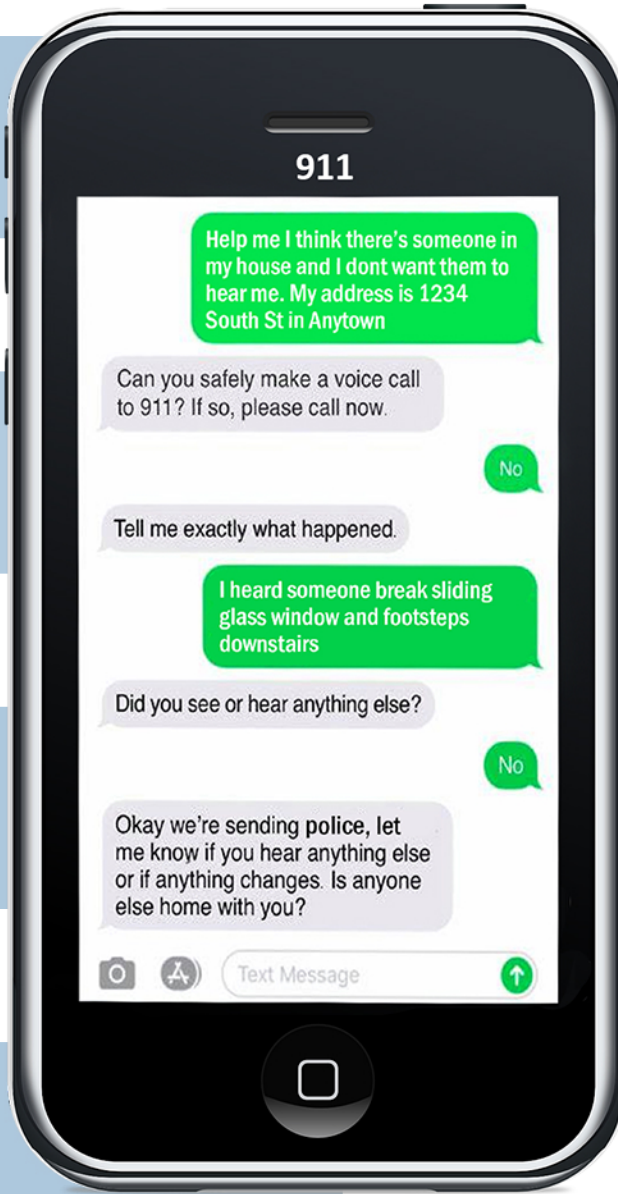 911
Help me I think there's someone in
my house and I dont want them to
hear me. My address is 1234
South St in Anytown
Can you safely make a voice call
to 911? If so, please call now.
No
Tell me exactly what happened.
I heard someone break sliding
glass window and footsteps
downstairs
Did you see or hear anything else?
No
Okay we're sending police, let
me know if you hear anything else
or if anything changes. Is anyone
else home with you?
Text Message